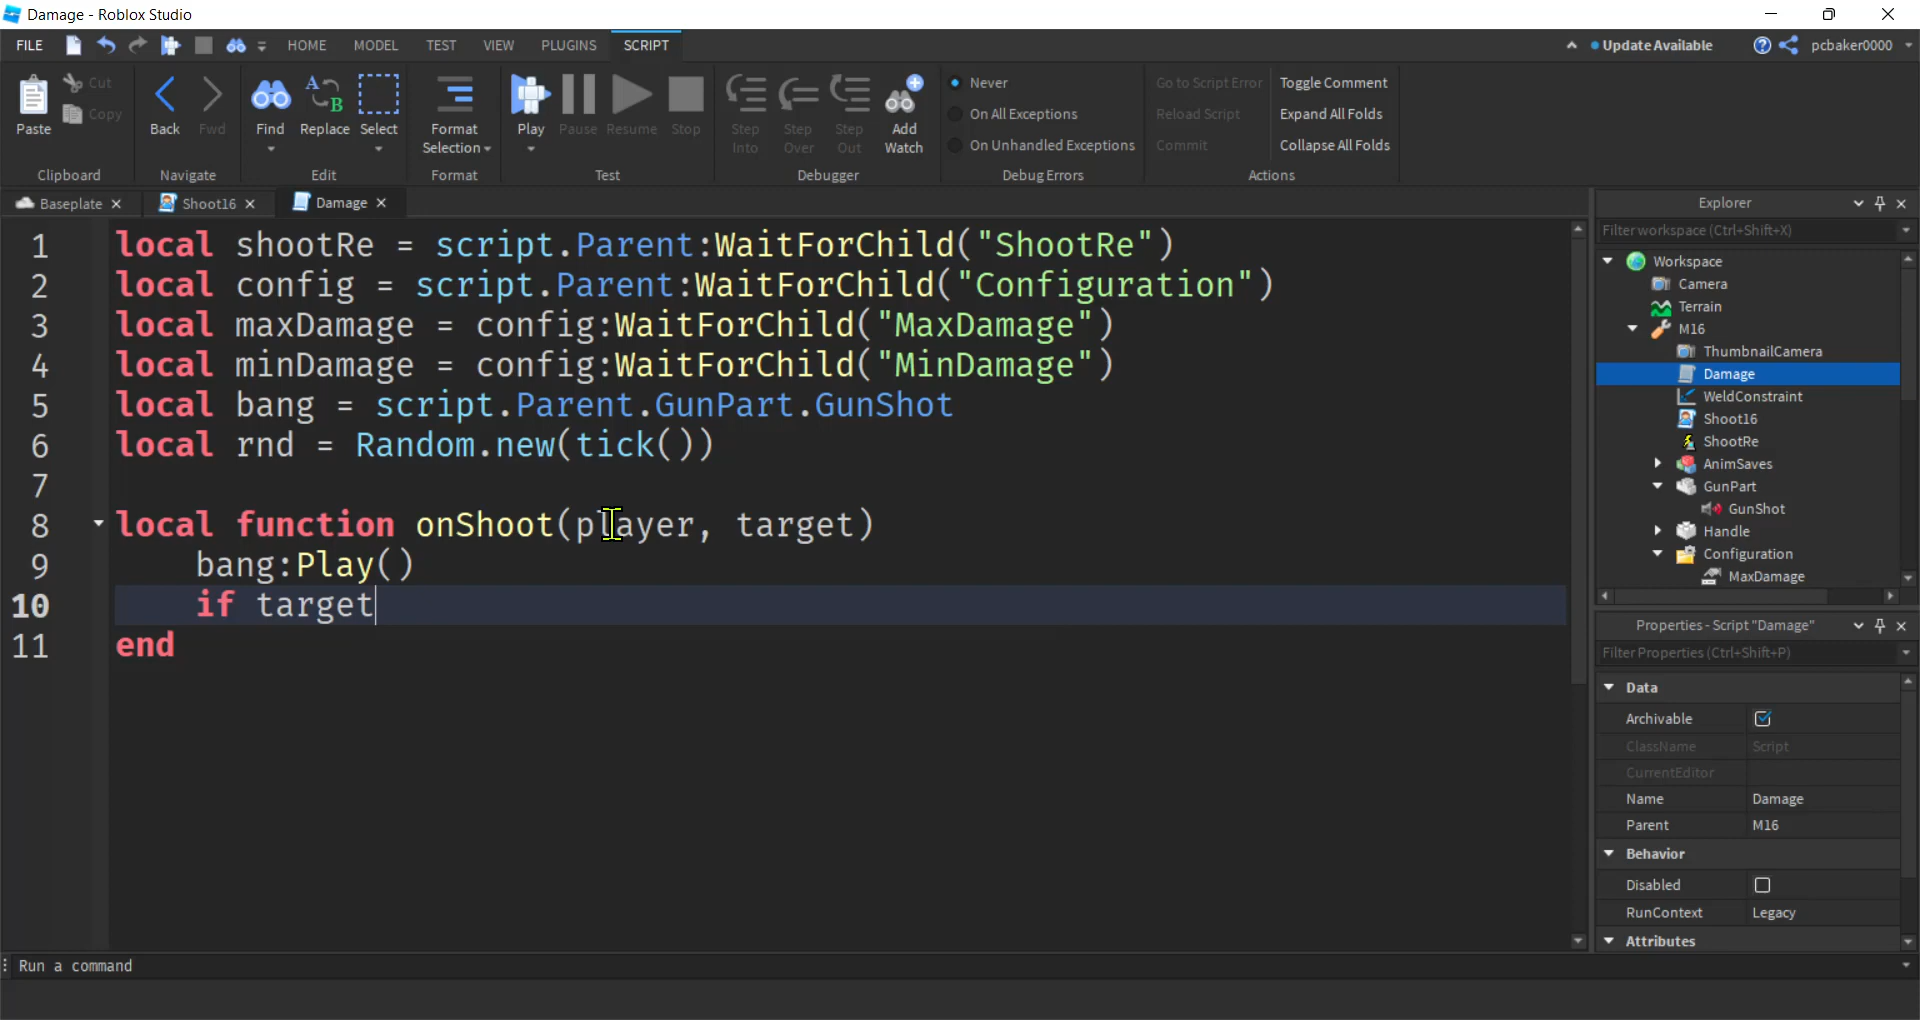 Damage - Roblox Studio
FILE HOME MODEL TEST VIEW PLUGINS SCRIPT Update Available pcbaker0000
Paste Cut Copy Back Fwd Find Replace Select Format Selection Play Pause Resume Stop Step Into Step Over Step Out Add Watch
Never
On All Exceptions
On Unhandled Exceptions
Go to Script Error
Reload Script
Commit
Toggle Comment
Expand All Folds
Collapse All Folds
Clipboard Navigate Edit Format Test Debugger Debug Errors Actions
Baseplate Shoot16 Damage
1 local shootRe = script.Parent:WaitForChild("ShootRe")
2 local config = script.Parent:WaitForChild("Configuration")
3 local maxDamage = config:WaitForChild("MaxDamage")
4 local minDamage = config:WaitForChild("MinDamage")
5 local bang = script.Parent.GunPart.GunShot
6 local rnd = Random.new(tick())
7
8 local function onShoot(player, target)
9 bang:Play()
10 if target
11 end
Explorer
Filter workspace (Ctrl+Shift+X)
Workspace
Camera
Terrain
M16
ThumbnailCamera
Damage
WeldConstraint
Shoot16
ShootRe
AnimSaves
GunPart
GunShot
Handle
Configuration
MaxDamage
Properties - Script "Damage"
Filter Properties (Ctrl+Shift+P)
Data
Archivable
ClassName Script
CurrentEditor
Name Damage
Parent M16
Behavior
Disabled
RunContext Legacy
Attributes
Run a command